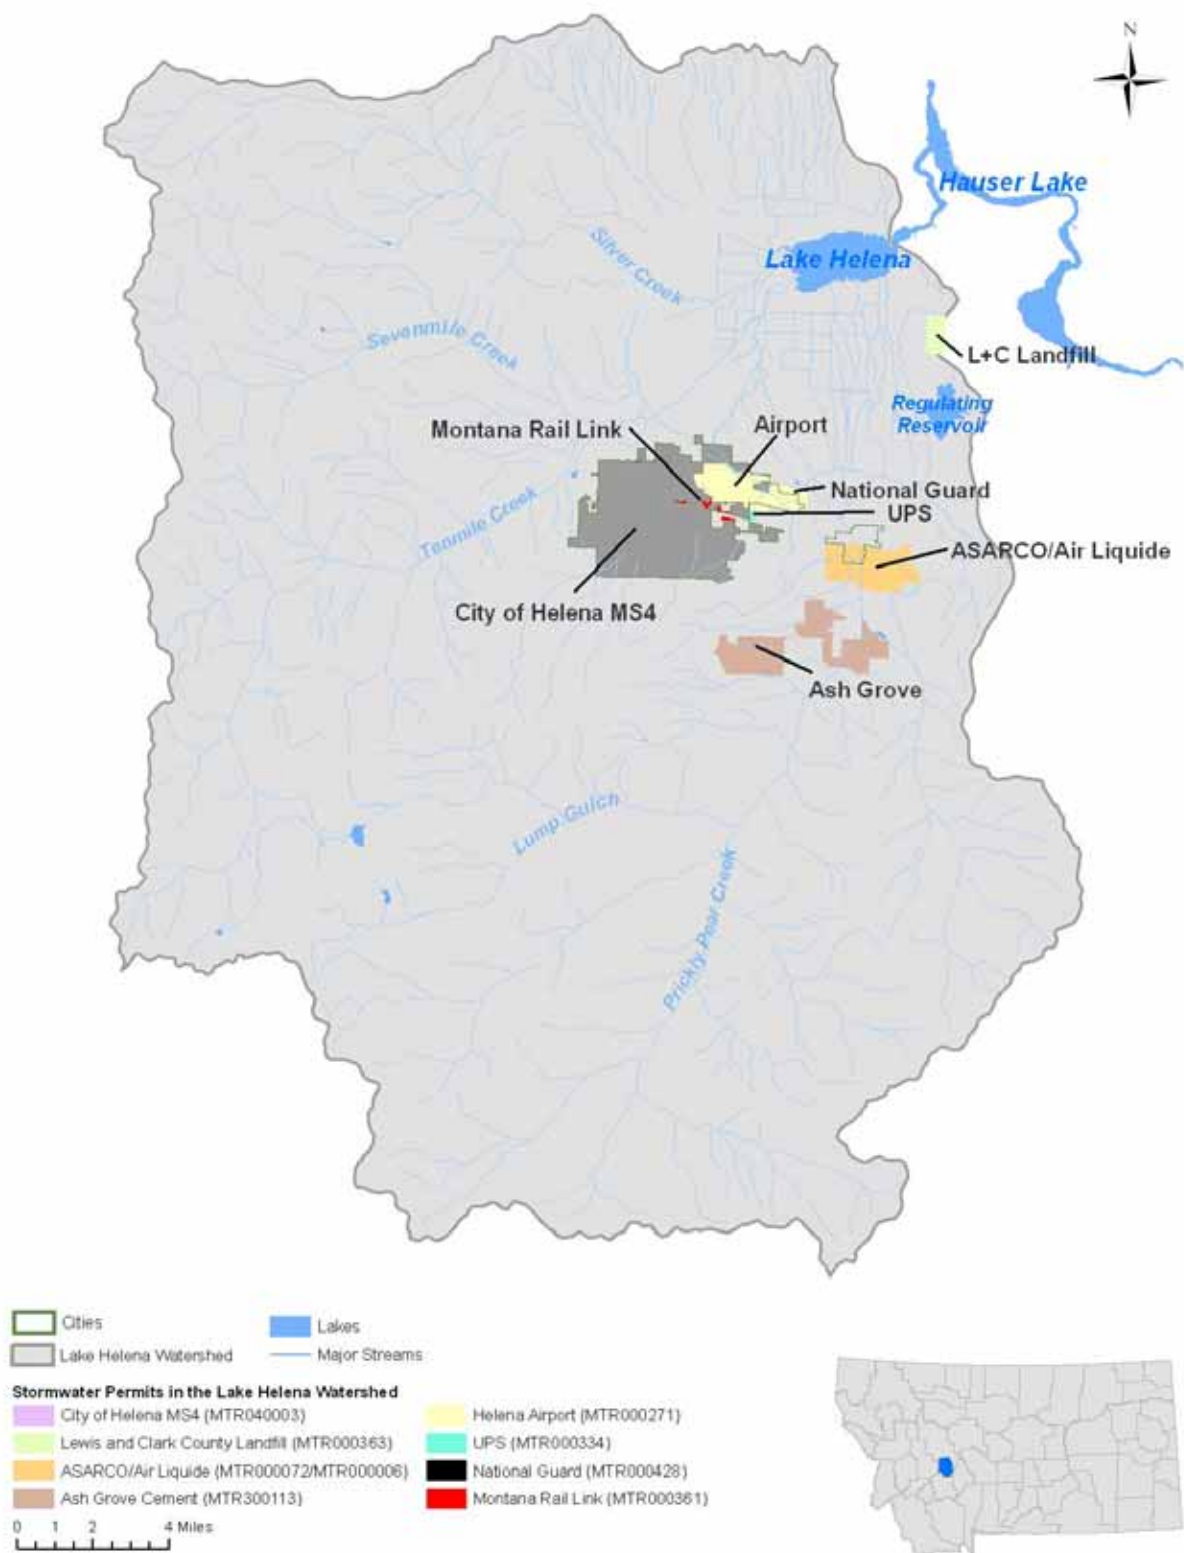 N
Hauser Lake
Silver Creek
Lake Helena
Sevenmile Creek
L+C Landfill
Regulating
Reservoir
Montana Rail Link
Airport
National Guard
UPS
Tenmile Creek
ASARCO/Air Liquide
City of Helena MS4
Ash Grove
Lump Gulch
Prickly Pear Creek
Cities
Lakes
Lake Helena Watershed
Major Streams
Stormwater Permits in the Lake Helena Watershed
City of Helena MS4 (MTR040003)
Helena Airport (MTR000271)
Lewis and Clark County Landfill (MTR000363)
UPS (MTR000334)
ASARCO/Air Liquide (MTR000072/MTR000006)
National Guard (MTR000428)
Ash Grove Cement (MTR300113)
Montana Rail Link (MTR000361)
0 1 2 4 Miles